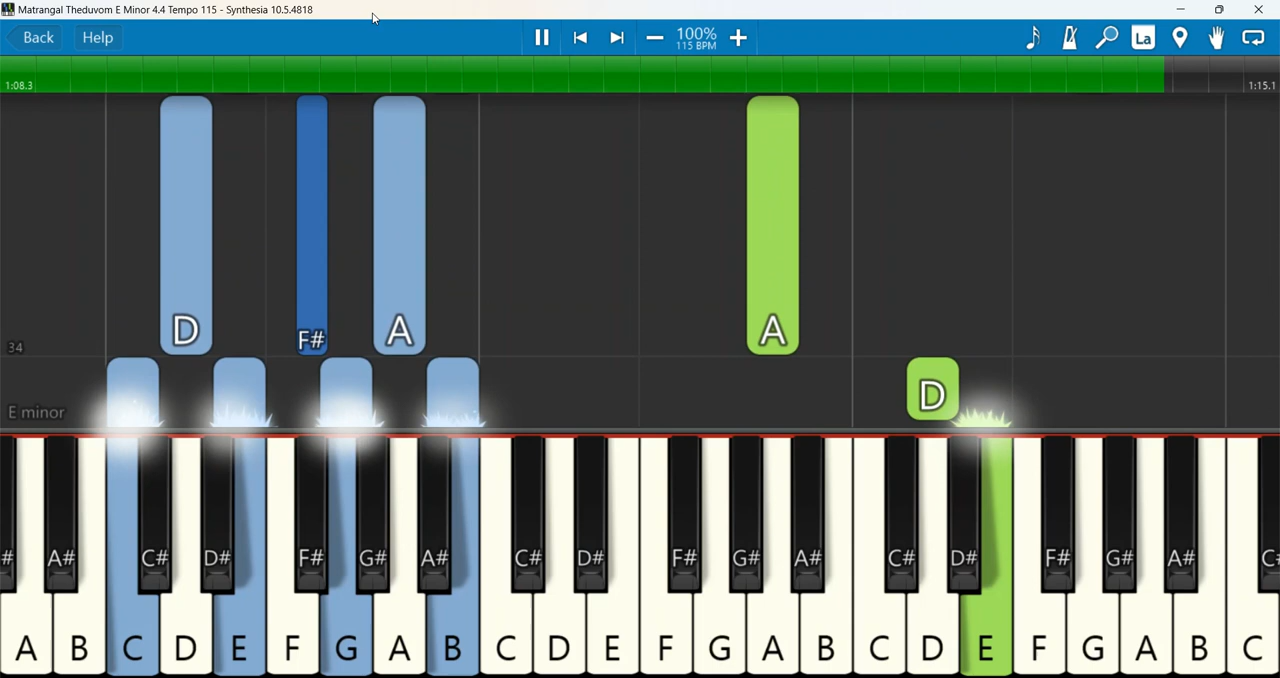 Matrangal Theduvom E Minor 4.4 Tempo 115 - Synthesia 10.5.4818
Back Help 100% La
115 BPM
1:08.3 1:15.1
D F# A A
34
E minor D
# A# C# D# F# G# A# C# D# F# G# A# C# D# F# G# A# C
A B C D E F G A B C D E F G A B C D E F G A B C